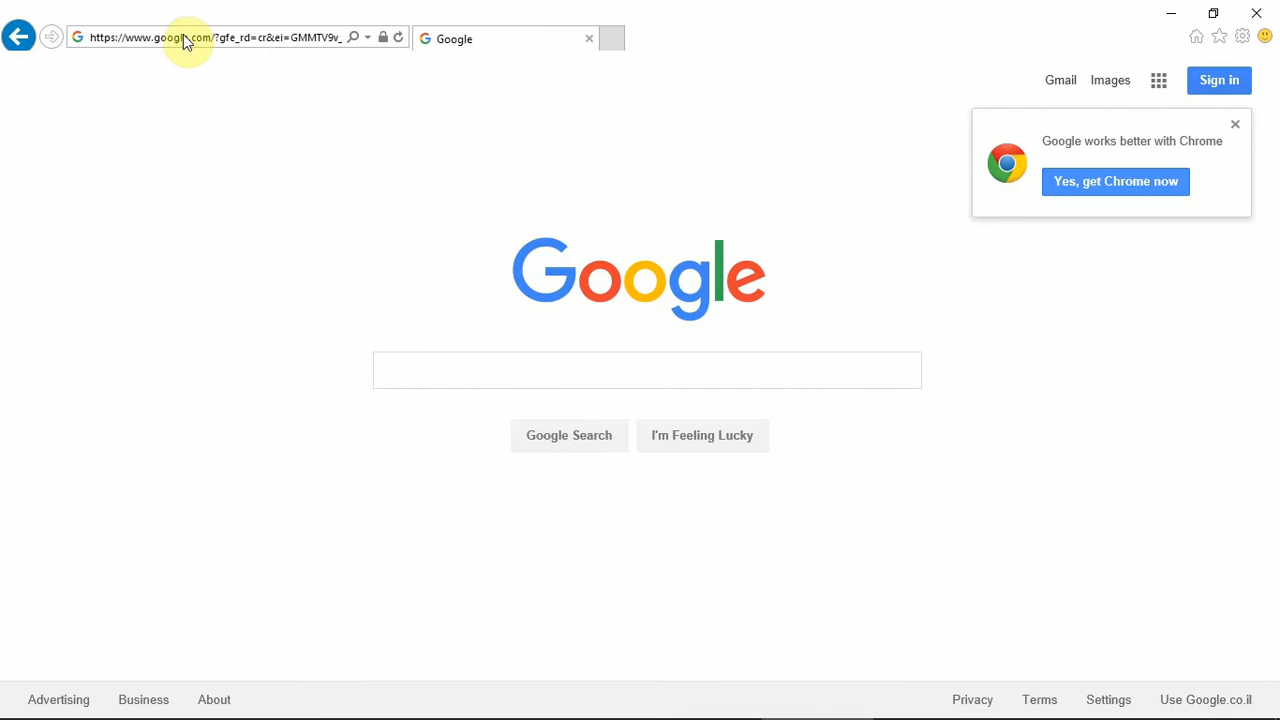 https://www.google.com/?gfe_rd=cr&ei=GMMTV9v_
Google
Gmail Images Sign in
Google works better with Chrome
Yes, get Chrome now
Google
Google Search I'm Feeling Lucky
Advertising Business About Privacy Terms Settings Use Google.co.il